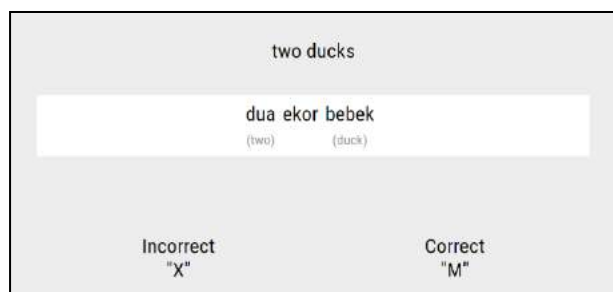 two ducks
dua ekor bebek
(two) (duck)
Incorrect Correct
"X" "M"